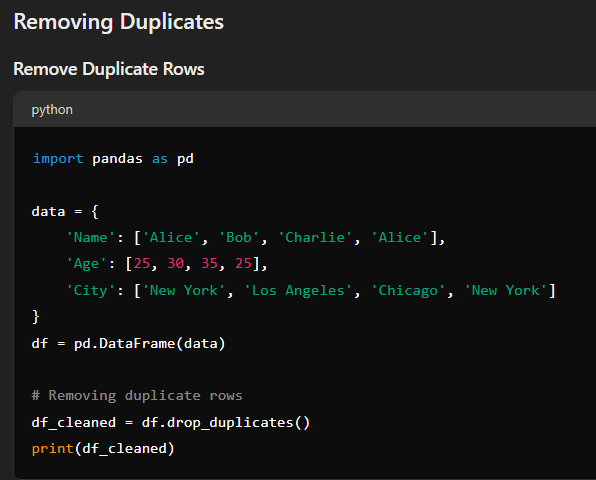 Removing Duplicates
Remove Duplicate Rows
python
import pandas as pd
data = {
    'Name': ['Alice', 'Bob', 'Charlie', 'Alice'],
    'Age': [25, 30, 35, 25],
    'City': ['New York', 'Los Angeles', 'Chicago', 'New York']
}
df = pd.DataFrame(data)
# Removing duplicate rows
df_cleaned = df.drop_duplicates()
print(df_cleaned)